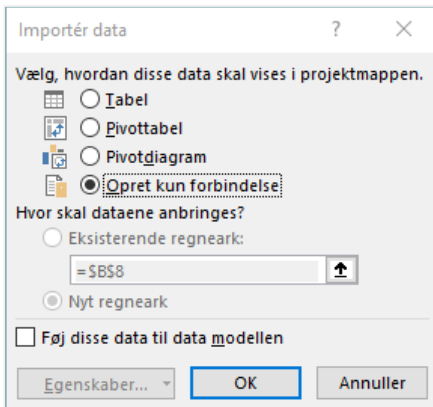 Importér data ? ×
Vælg, hvordan disse data skal vises i projektmappen.
Tabel
Pivottabel
Pivotdiagram
Opret kun forbindelse
Hvor skal dataene anbringes?
Eksisterende regneark:
=$B$8
Nyt regneark
Føj disse data til data modellen
Egenskaber... OK Annuller